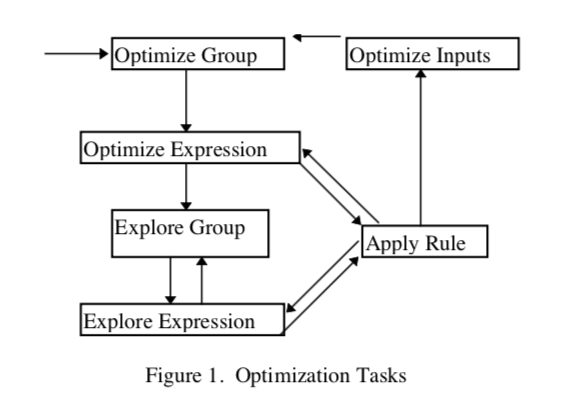 Optimize Group
Optimize Inputs
Optimize Expression
Explore Group
Apply Rule
Explore Expression
Figure 1. Optimization Tasks